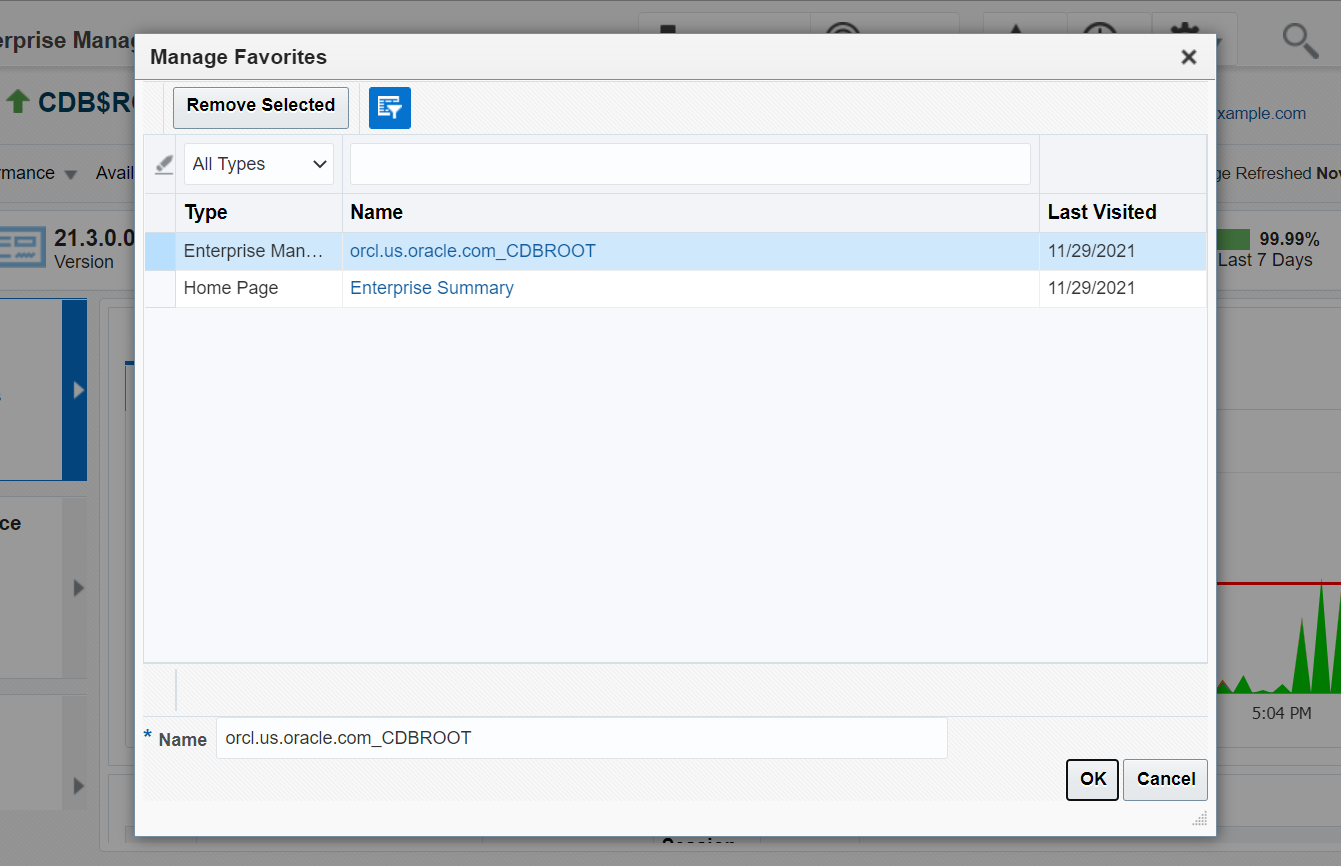 Manage Favorites
Remove Selected
All Types
Type Name Last Visited
Enterprise Man… orcl.us.oracle.com_CDBROOT 11/29/2021
Home Page Enterprise Summary 11/29/2021
* Name orcl.us.oracle.com_CDBROOT
OK Cancel
erprise Manag
CDB$RO
xample.com
rmance Avail
ge Refreshed Nov
21.3.0.0
Version
99.99%
Last 7 Days
ce
5:04 PM